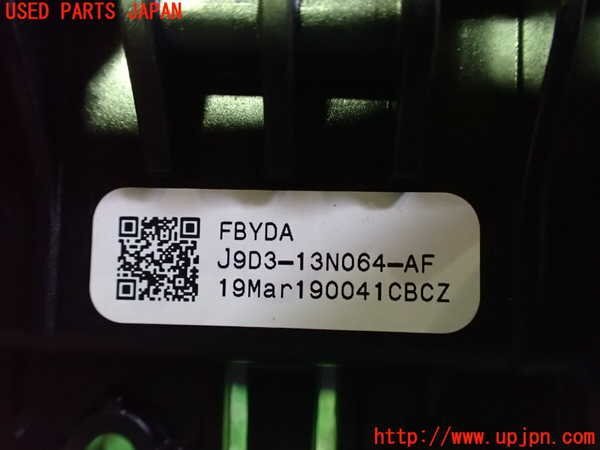 USED PARTS JAPAN
FBYDA
J9D3-13N064-AF
19Mar190041CBCZ
http://www.upjpn.com/